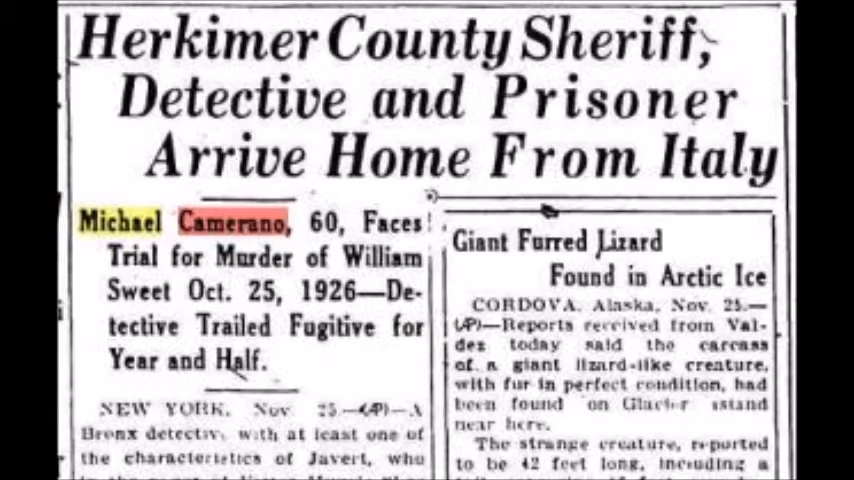 Herkimer County Sheriff,
Detective and Prisoner
Arrive Home From Italy
Michael Camerano, 60, Faces
Trial for Murder of William
Sweet Oct. 25, 1926—De-
tective Trailed Fugitive for
Year and Half.
NEW YORK, Nov 25.—(AP)—A
Bronx detective, with at least one of
the characteristics of Javert, who
Giant Furred Lizard
Found in Arctic Ice
CORDOVA, Alaska, Nov. 25.—
(AP)—Reports received from Val-
dez today said the carcass
of a giant lizard-like creature,
with fur in perfect condition, had
been found on Glacier island
near here.
The strange creature, reported
to be 42 feet long, including a